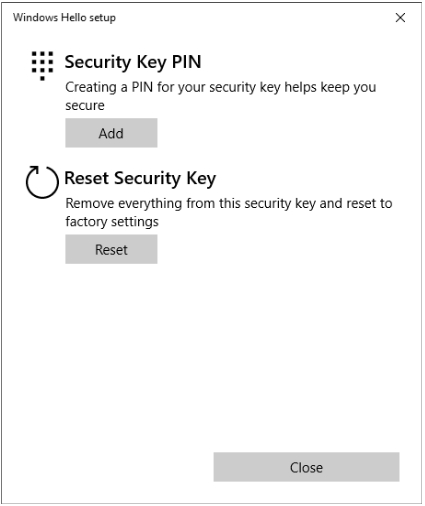 Windows Hello setup
Security Key PIN
Creating a PIN for your security key helps keep you
secure
Add
Reset Security Key
Remove everything from this security key and reset to
factory settings
Reset
Close